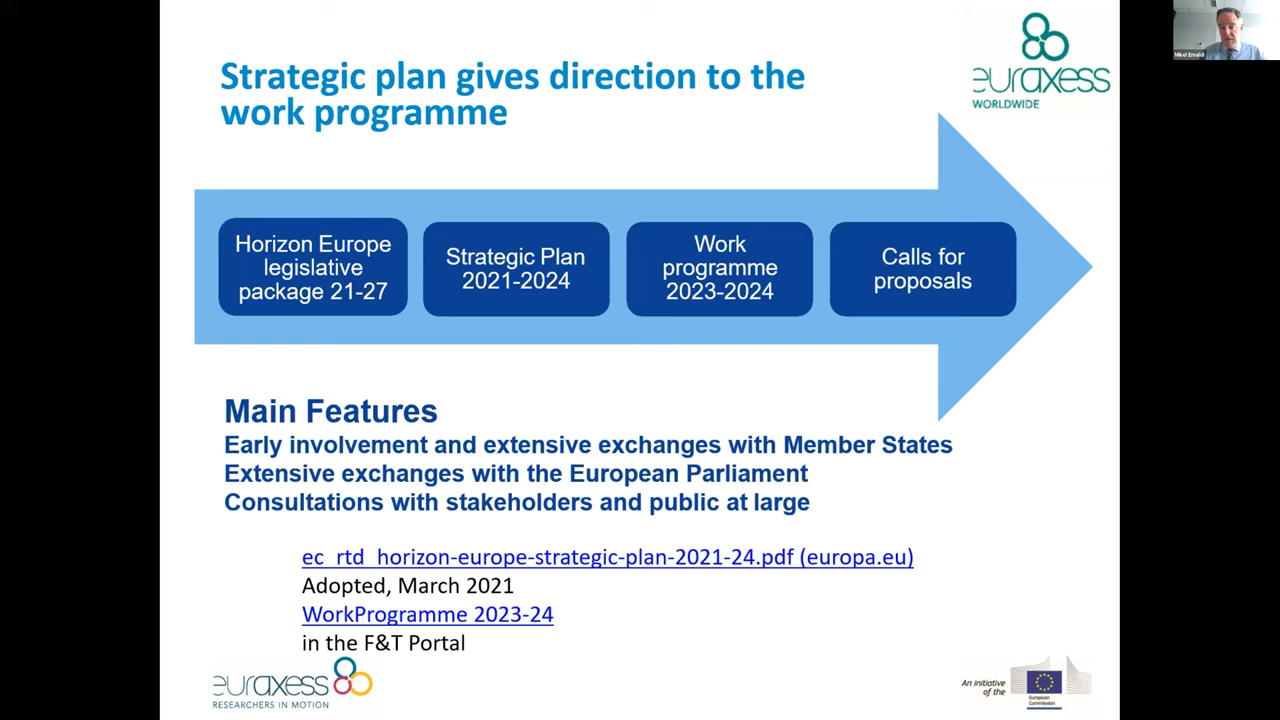 Strategic plan gives direction to the
work programme
euraxess
WORLDWIDE
Mikel Emaldi
Horizon Europe
legislative
package 21-27
Strategic Plan
2021-2024
Work
programme
2023-2024
Calls for
proposals
Main Features
Early involvement and extensive exchanges with Member States
Extensive exchanges with the European Parliament
Consultations with stakeholders and public at large
ec_rtd_horizon-europe-strategic-plan-2021-24.pdf (europa.eu)
Adopted, March 2021
WorkProgramme 2023-24
in the F&T Portal
euraxess
RESEARCHERS IN MOTION
An initiative
of the
European
Commission